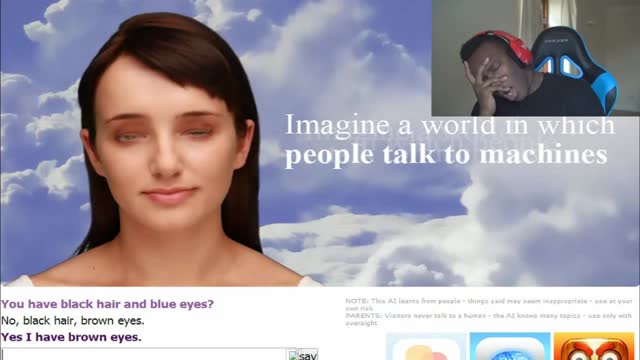 Imagine a world in which
people talk to machines
You have black hair and blue eyes?
No, black hair, brown eyes.
Yes I have brown eyes.
say
NOTE: This AI learns from people - things said may seem inappropriate - use at your
own risk
PARENTS: Visitors never talk to a human - the AI knows many topics - use only with
oversight